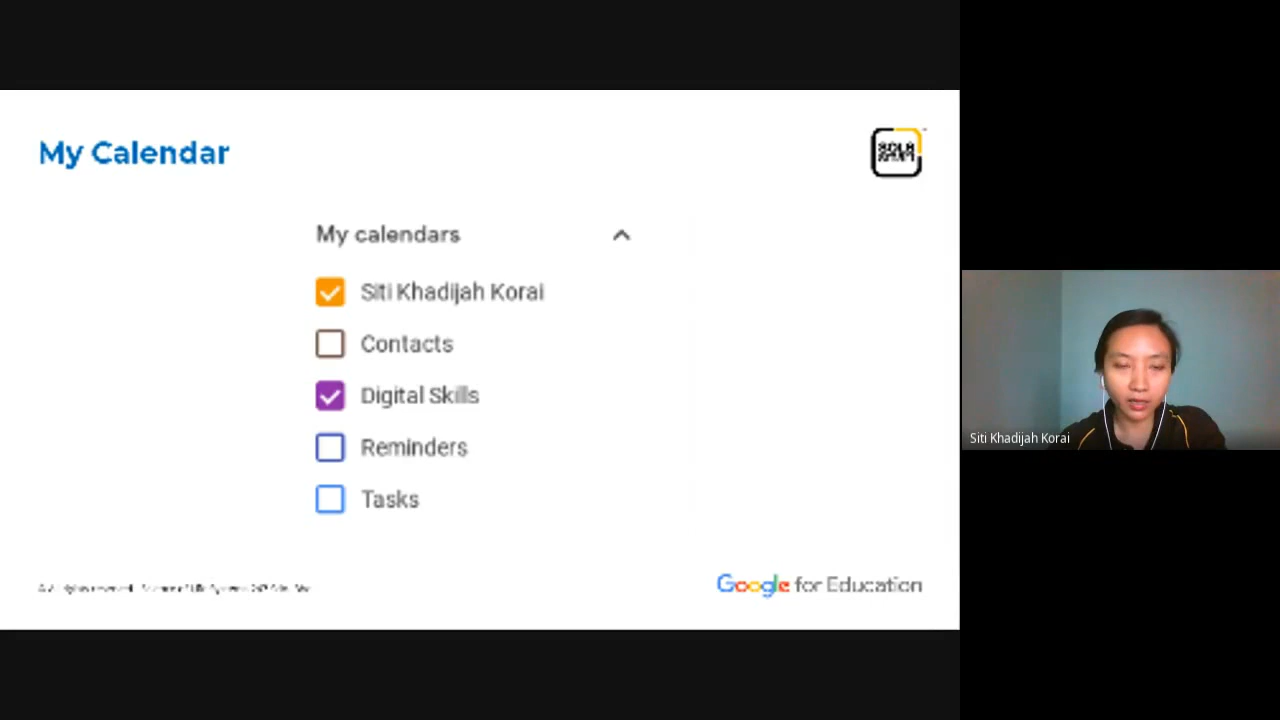 My Calendar
My calendars
Siti Khadijah Korai
Contacts
Digital Skills
Reminders
Tasks
Google for Education
Siti Khadijah Korai